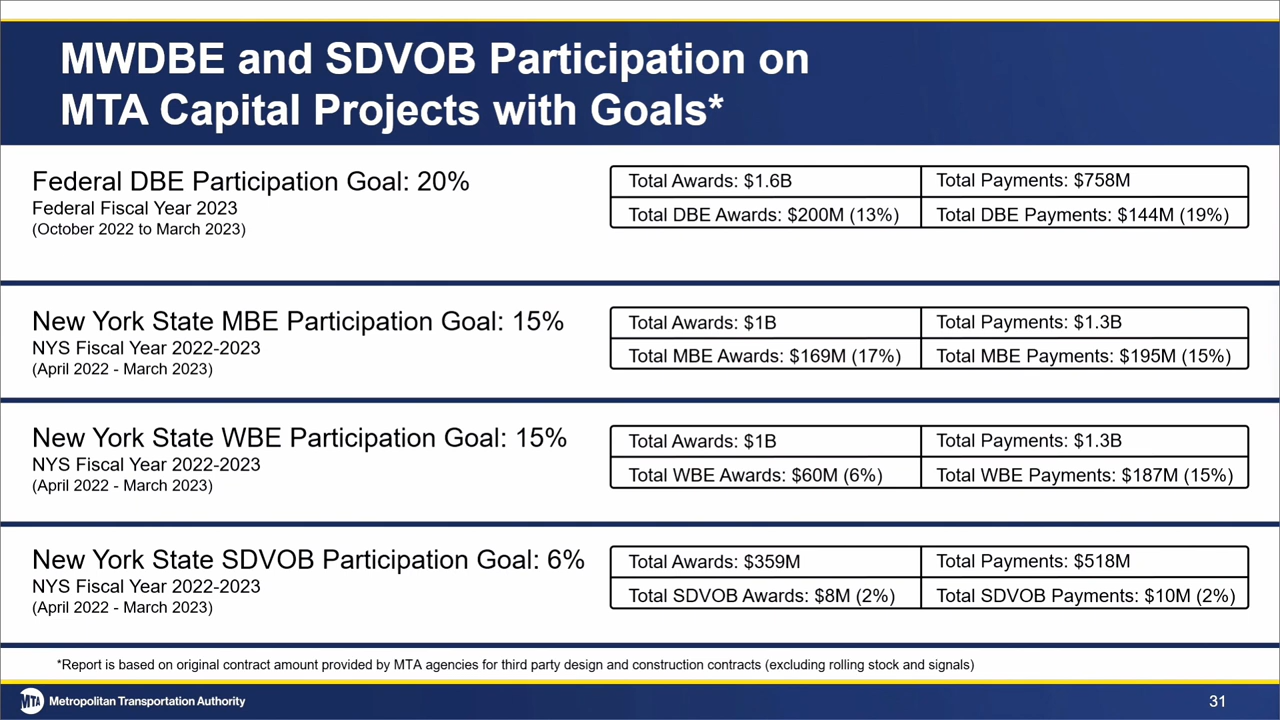 MWDBE and SDVOB Participation on
MTA Capital Projects with Goals*
Federal DBE Participation Goal: 20%
Federal Fiscal Year 2023
(October 2022 to March 2023)
Total Awards: $1.6B
Total Payments: $758M
Total DBE Awards: $200M (13%)
Total DBE Payments: $144M (19%)
New York State MBE Participation Goal: 15%
NYS Fiscal Year 2022-2023
(April 2022 - March 2023)
Total Awards: $1B
Total Payments: $1.3B
Total MBE Awards: $169M (17%)
Total MBE Payments: $195M (15%)
New York State WBE Participation Goal: 15%
NYS Fiscal Year 2022-2023
(April 2022 - March 2023)
Total Awards: $1B
Total Payments: $1.3B
Total WBE Awards: $60M (6%)
Total WBE Payments: $187M (15%)
New York State SDVOB Participation Goal: 6%
NYS Fiscal Year 2022-2023
(April 2022 - March 2023)
Total Awards: $359M
Total Payments: $518M
Total SDVOB Awards: $8M (2%)
Total SDVOB Payments: $10M (2%)
*Report is based on original contract amount provided by MTA agencies for third party design and construction contracts (excluding rolling stock and signals)
MTA Metropolitan Transportation Authority
31